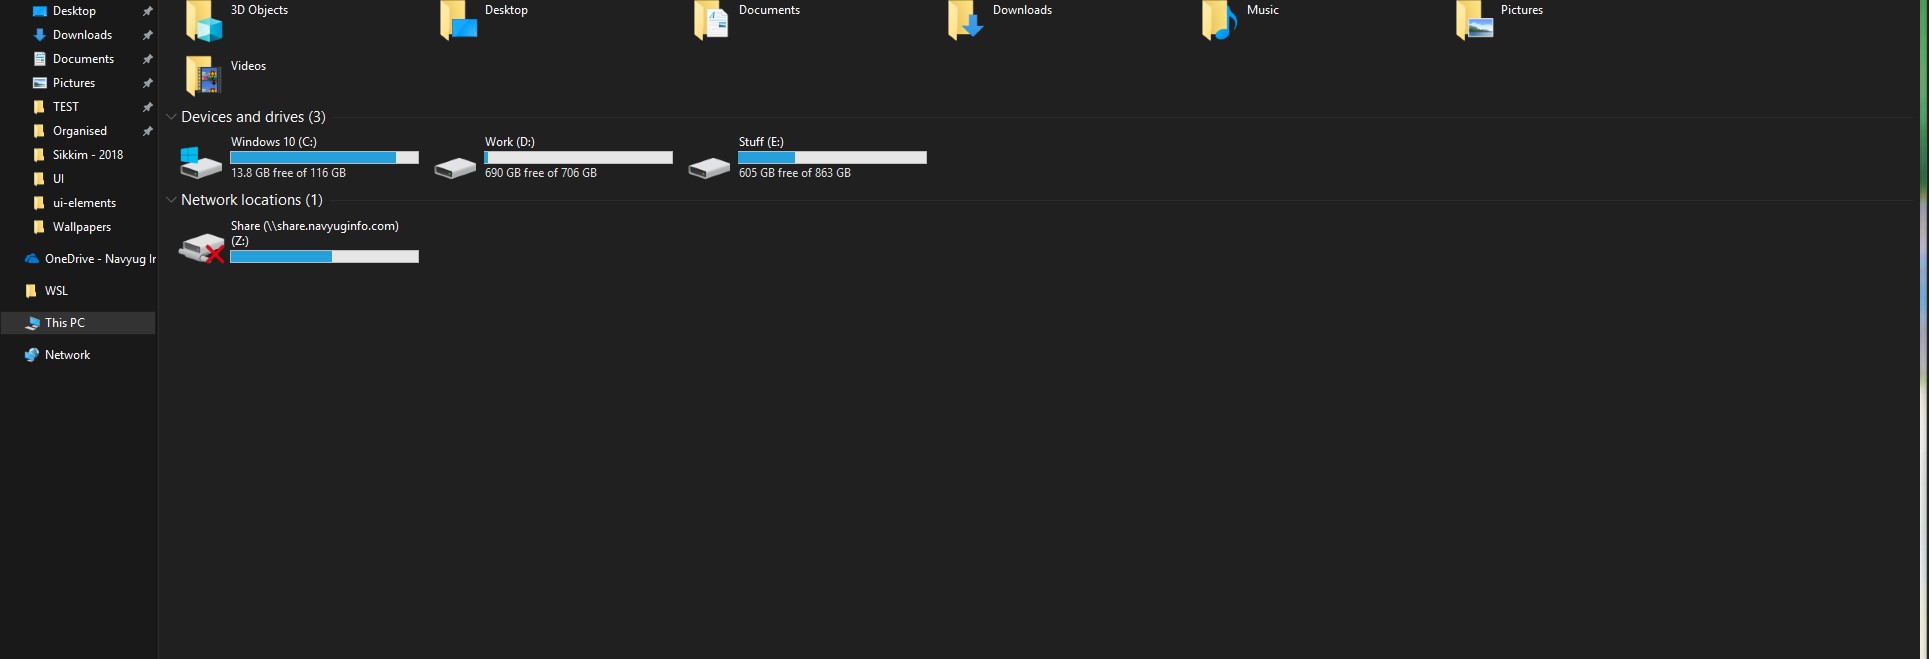 Desktop
Downloads
Documents
Pictures
TEST
Organised
Sikkim - 2018
UI
ui-elements
Wallpapers
OneDrive - Navyug Ir
WSL
This PC
Network
3D Objects
Desktop
Documents
Downloads
Music
Pictures
Videos
Devices and drives (3)
Windows 10 (C:)
13.8 GB free of 116 GB
Work (D:)
690 GB free of 706 GB
Stuff (E:)
605 GB free of 863 GB
Network locations (1)
Share (\\share.navyuginfo.com)
(Z:)